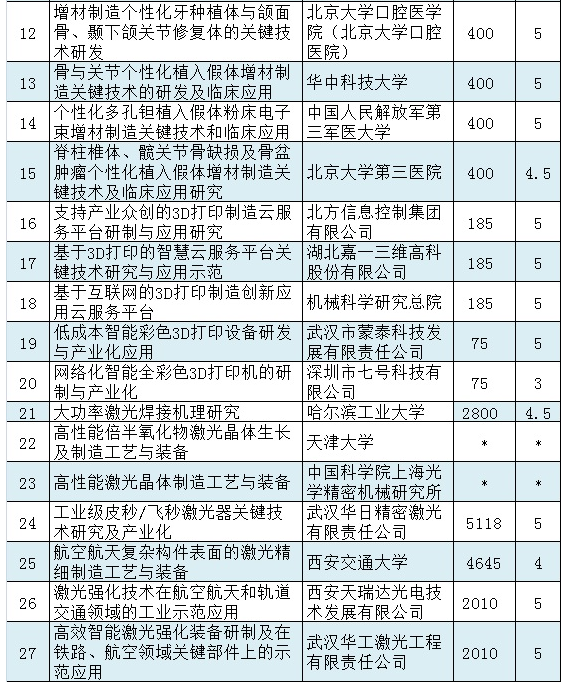 12 增材制造个性化牙种植体与颌面骨、颞下颌关节修复体的关键技术研发 北京大学口腔医学院（北京大学口腔医院） 400 5
13 骨与关节个性化植入假体增材制造关键技术的研发及临床应用 华中科技大学 400 5
14 个性化多孔钽植入假体粉床电子束增材制造关键技术和临床应用 中国人民解放军第三军医大学 400 5
15 脊柱椎体、髋关节骨缺损及骨盆肿瘤个性化植入假体增材制造关键技术及临床应用研究 北京大学第三医院 400 4.5
16 支持产业众创的3D打印制造云服务平台研制与应用研究 北方信息控制集团有限公司 185 5
17 基于3D打印的智慧云服务平台关键技术研究与应用示范 湖北嘉一三维高科股份有限公司 185 5
18 基于互联网的3D打印制造创新应用云服务平台 机械科学研究总院 185 5
19 低成本智能彩色3D打印设备研发与产业化应用 武汉市蒙泰科技发展有限责任公司 75 5
20 网络化智能全彩色3D打印机的研制与产业化 深圳市七号科技有限公司 75 3
21 大功率激光焊接机理研究 哈尔滨工业大学 2800 4.5
22 高性能倍半氧化物激光晶体生长及制造工艺与装备 天津大学 * *
23 高性能激光晶体制造工艺与装备 中国科学院上海光学精密机械研究所 * *
24 工业级皮秒/飞秒激光器关键技术研究及产业化 武汉华日精密激光有限责任公司 5118 5
25 航空航天复杂构件表面的激光精细制造工艺与装备 西安交通大学 4645 4
26 激光强化技术在航空航天和轨道交通领域的工业示范应用 西安天瑞达光电技术发展有限公司 2010 5
27 高效智能激光强化装备研制及在铁路、航空领域关键部件上的示范应用 武汉华工激光工程有限责任公司 2010 5